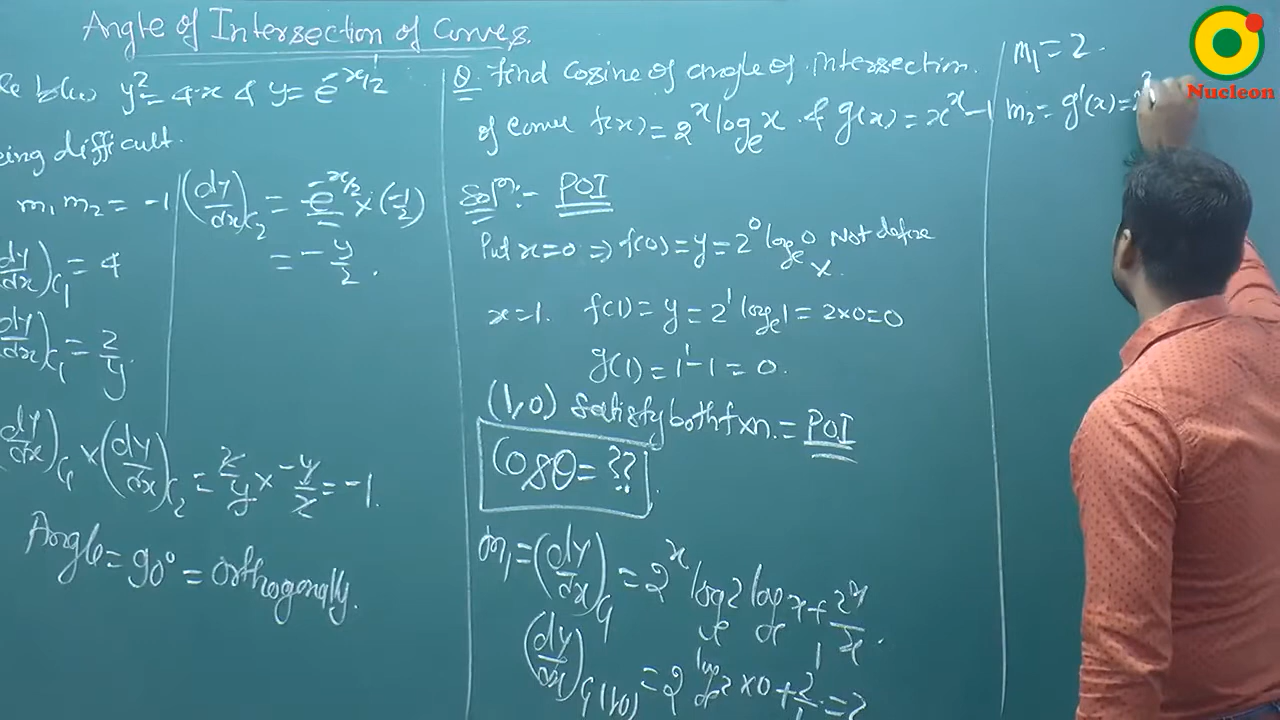 Angle of Intersection of Curves.
b/w y² = 4x & y = e^-x/2
being difficult.
m₁ m₂ = -1
dy/dx)C₁ = 4
(dy/dx)C₁ = 2/y
(dy/dx)C₁ × (dy/dx)C₂ = 2/y × -y/2 = -1.
Angle = 90° = orthogonally.
(dy/dx)C₂ = e^-x/2 × (-1/2)
= -y/2.
Q. find cosine of angle of intersection
of curve f(x) = 2^x logₑx & g(x) = x^x - 1
Solⁿ:- POI
Put x=0 ⇒ f(0) = y = 2⁰ logₑ0 Not define
x.
x=1. f(1) = y = 2¹ logₑ1 = 2×0 = 0
g(1) = 1¹ - 1 = 0.
(1,0) satisfy both fxn. = POI
Cosθ = ??
m₁ = (dy/dx)C₁ = 2^x logₑ2 logₑx + 2^x/x.
(dy/dx)C₁(1,0) = 2 logₑ2 × 0 + 2/1 = 2
m₁ = 2.
m₂ = g'(x) =
Nucleon